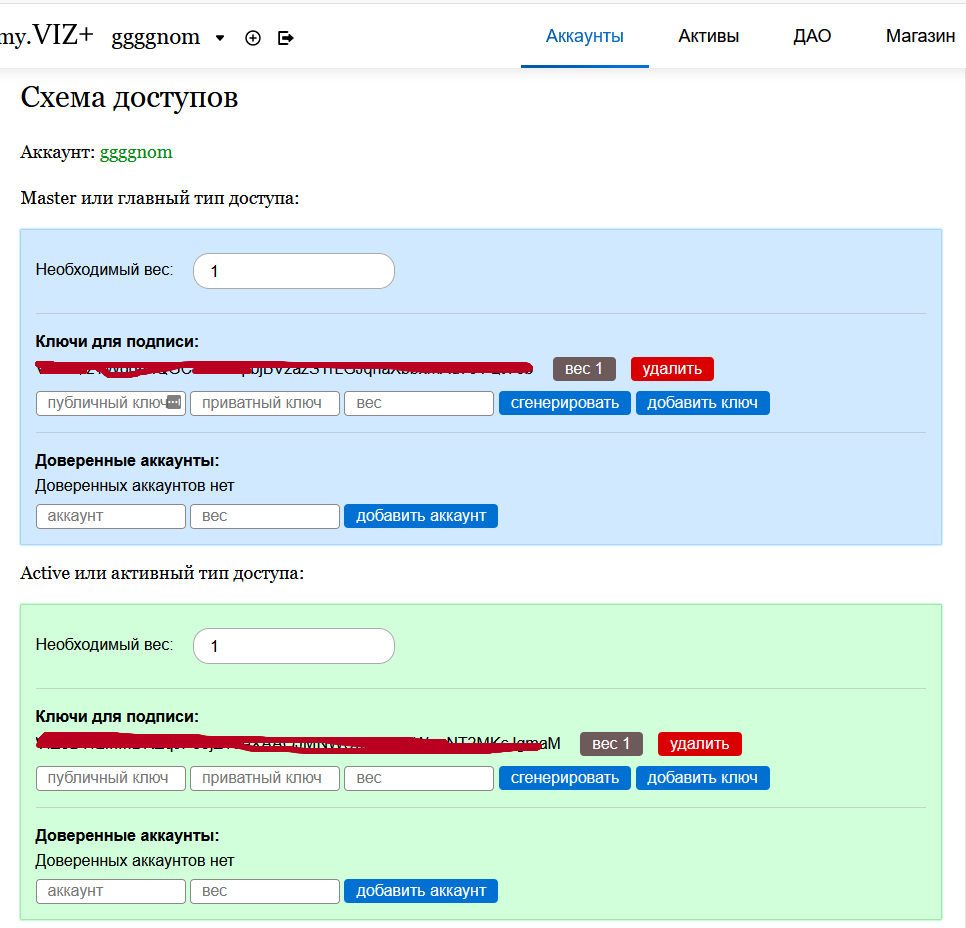 my.VIZ+ ggggnom Аккаунты Активы ДАО Магазин
Схема доступов
Аккаунт: ggggnom
Master или главный тип доступа:
Необходимый вес: 1
Ключи для подписи:
вес 1 удалить
публичный ключ приватный ключ вес сгенерировать добавить ключ
Доверенные аккаунты:
Доверенных аккаунтов нет
аккаунт вес добавить аккаунт
Active или активный тип доступа:
Необходимый вес: 1
Ключи для подписи:
вес 1 удалить
публичный ключ приватный ключ вес сгенерировать добавить ключ
Доверенные аккаунты:
Доверенных аккаунтов нет
аккаунт вес добавить аккаунт